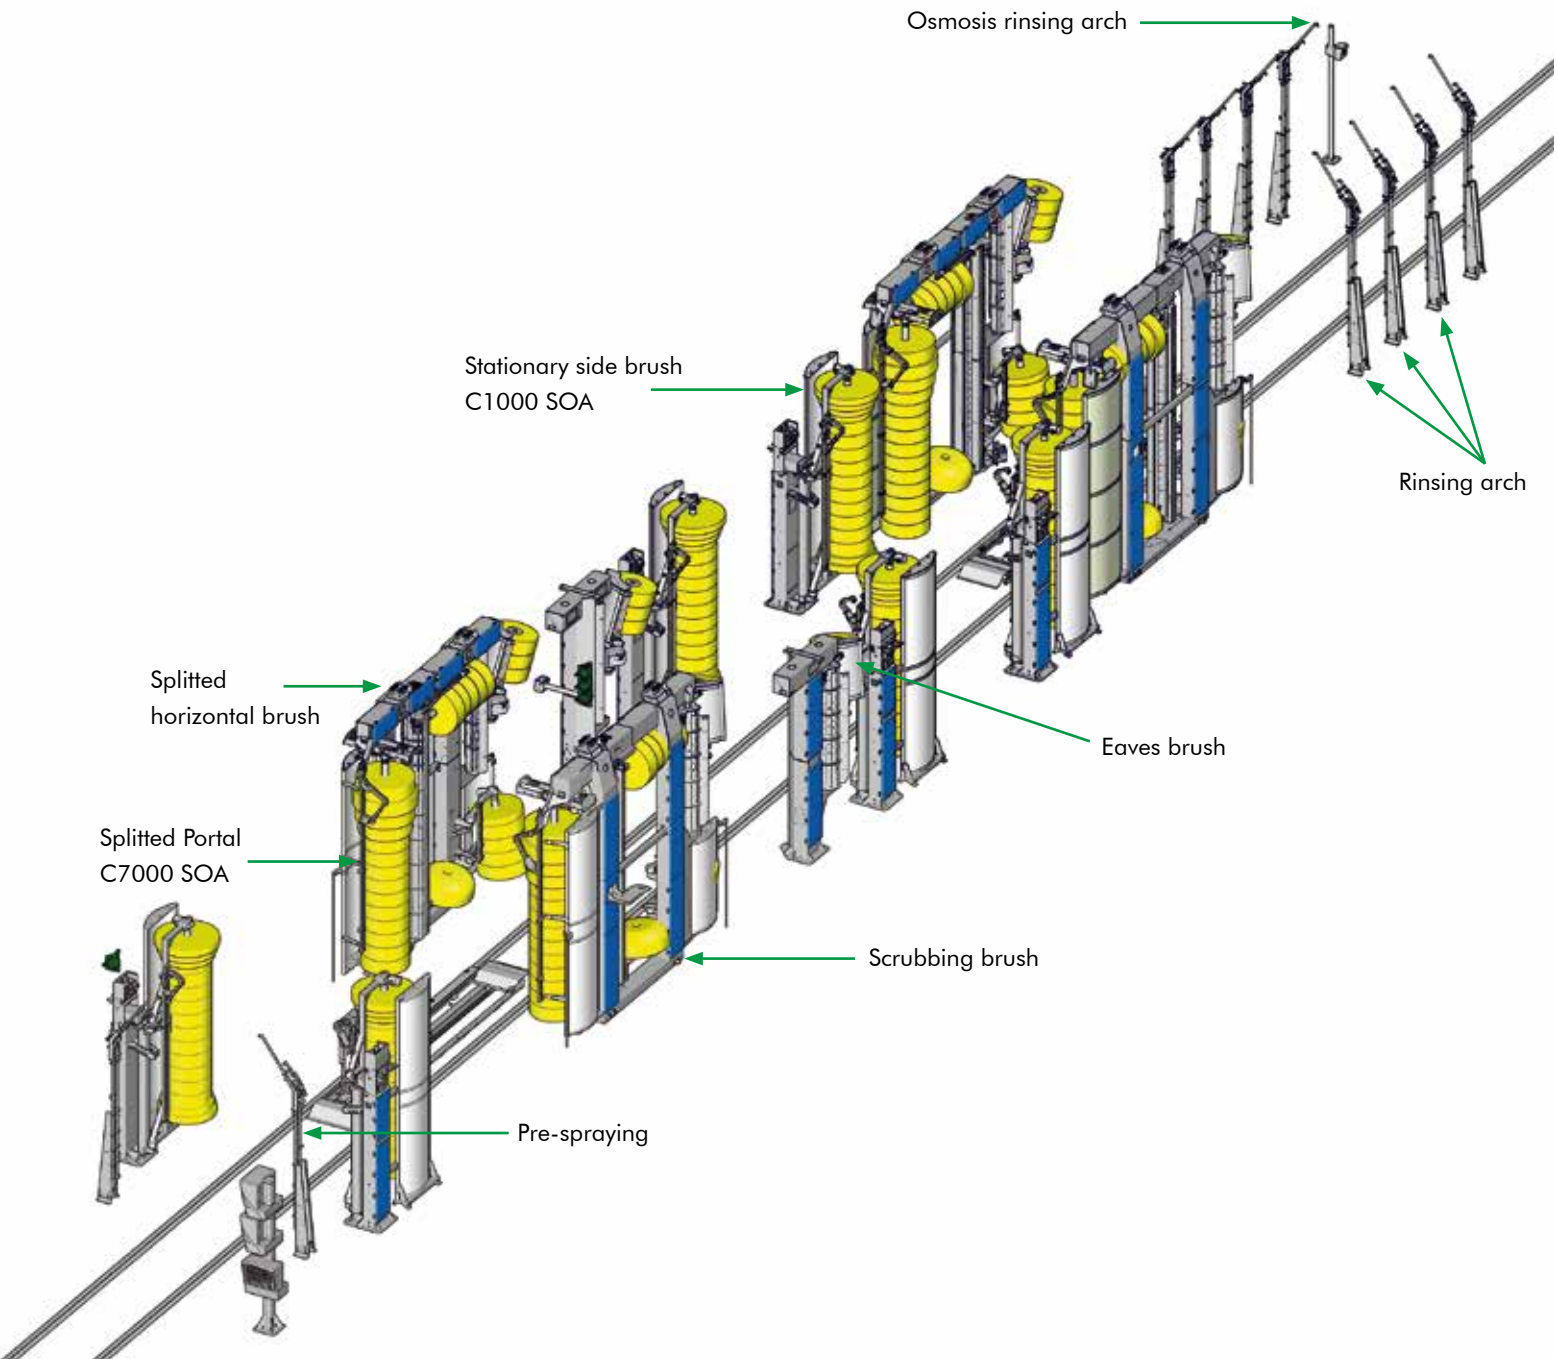 Osmosis rinsing arch
Stationary side brush
C1000 SOA
Rinsing arch
Splitted
horizontal brush
Eaves brush
Splitted Portal
C7000 SOA
Scrubbing brush
Pre-spraying